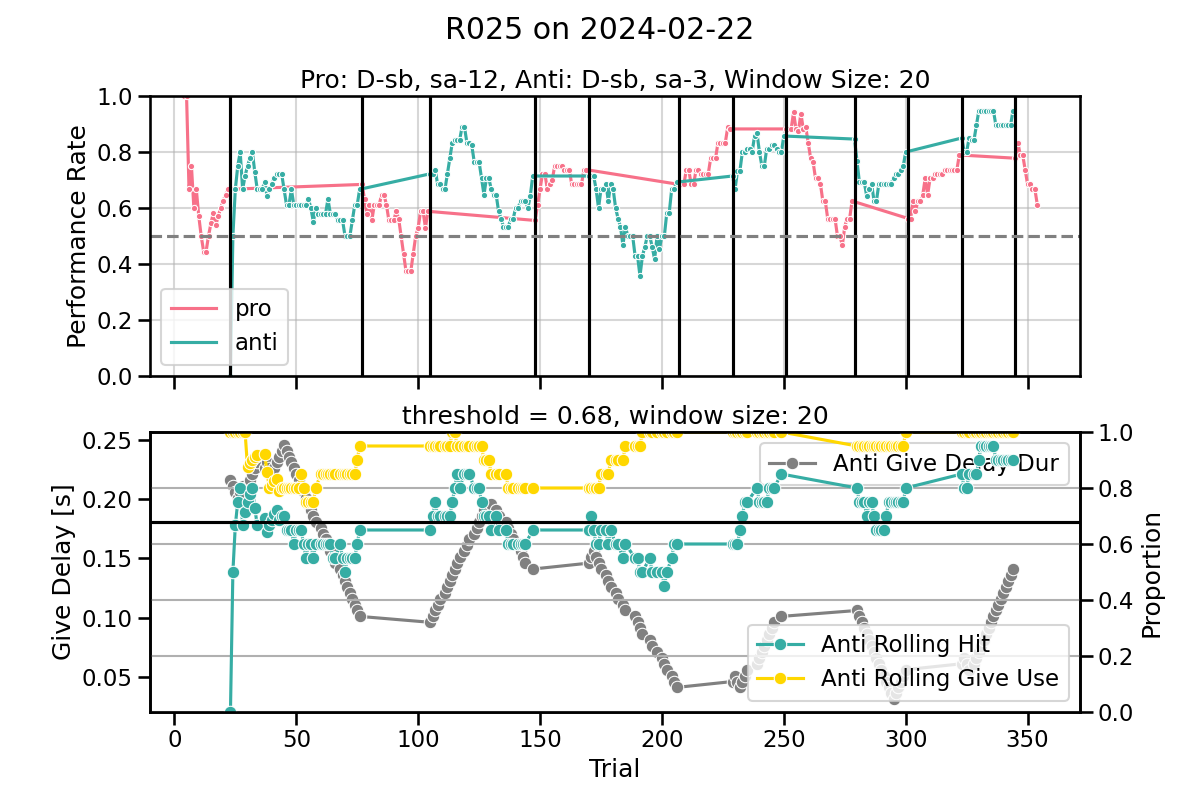 R025 on 2024-02-22
Pro: D-sb, sa-12, Anti: D-sb, sa-3, Window Size: 20
1.0
0.8
0.6
0.4
0.2
0.0
Performance Rate
pro
anti
threshold = 0.68, window size: 20
0.25
0.20
0.15
0.10
0.05
Give Delay [s]
1.0
0.8
0.6
0.4
0.2
0.0
Proportion
Anti Give Delay Dur
Anti Rolling Hit
Anti Rolling Give Use
0
50
100
150
200
250
300
350
Trial